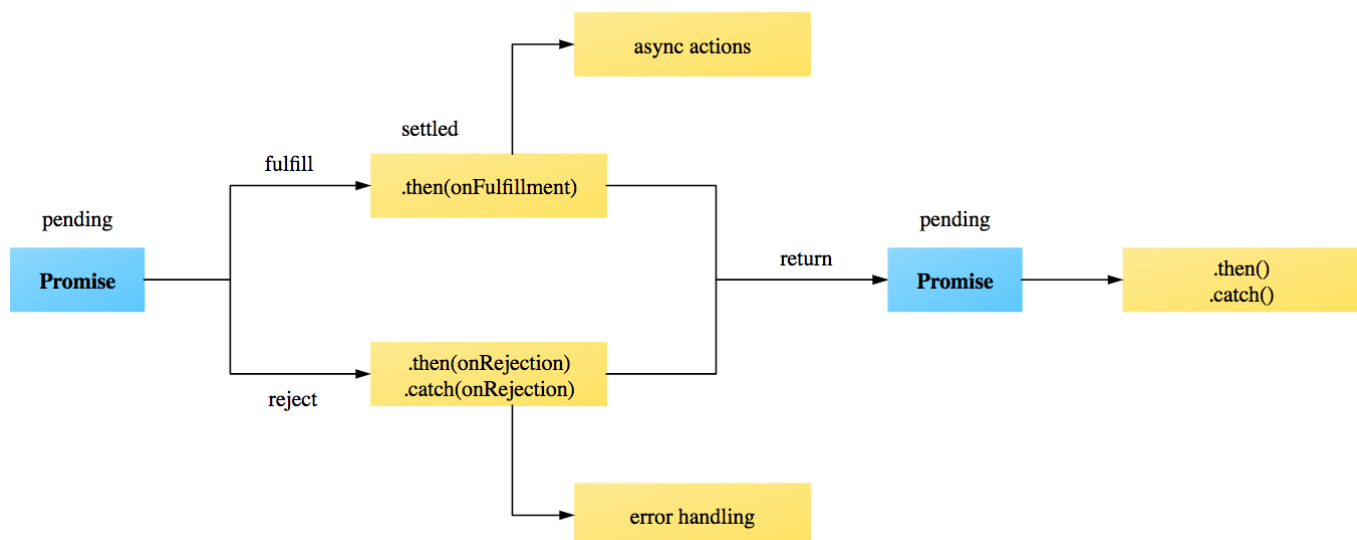 async actions
settled
fulfill
.then(onFulfillment)
pending
Promise
return
pending
Promise
.then()
.catch()
.then(onRejection)
.catch(onRejection)
reject
error handling